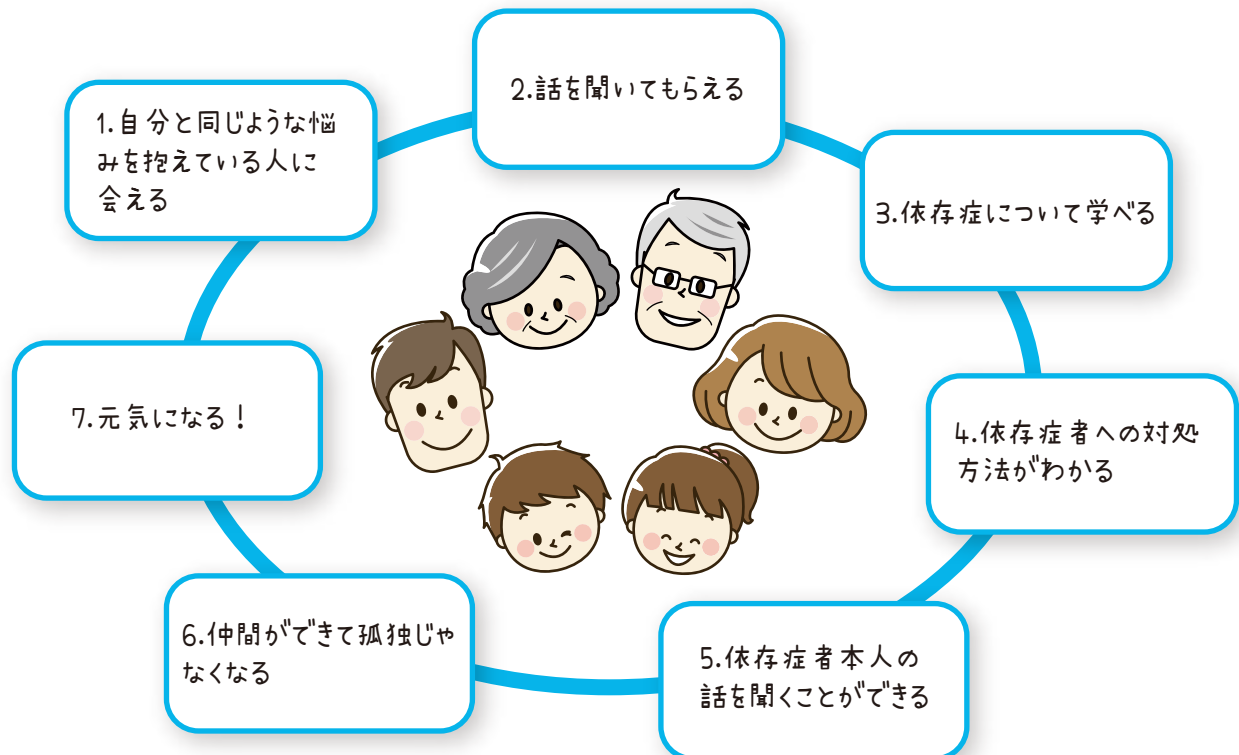 1.自分と同じような悩
みを抱えている人に
会える
2.話を聞いてもらえる
3.依存症について学べる
4.依存症者への対処
方法がわかる
5.依存症者本人の
話を聞くことができる
6.仲間ができて孤独じゃ
なくなる
7.元気になる！